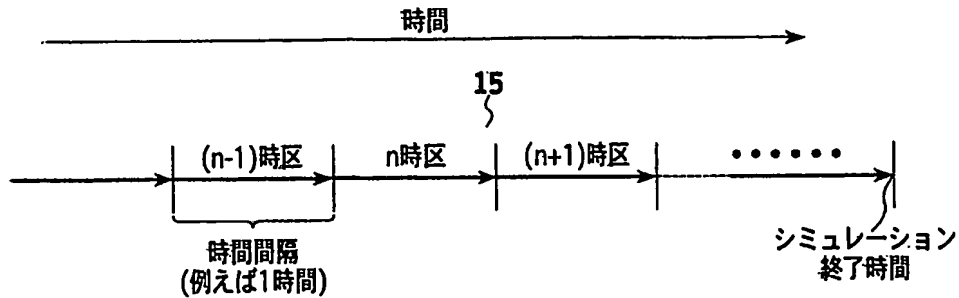 時間
15
(n-1)時区
n時区
(n+1)時区
••••••
時間間隔
(例えば1時間)
シミュレーション
終了時間